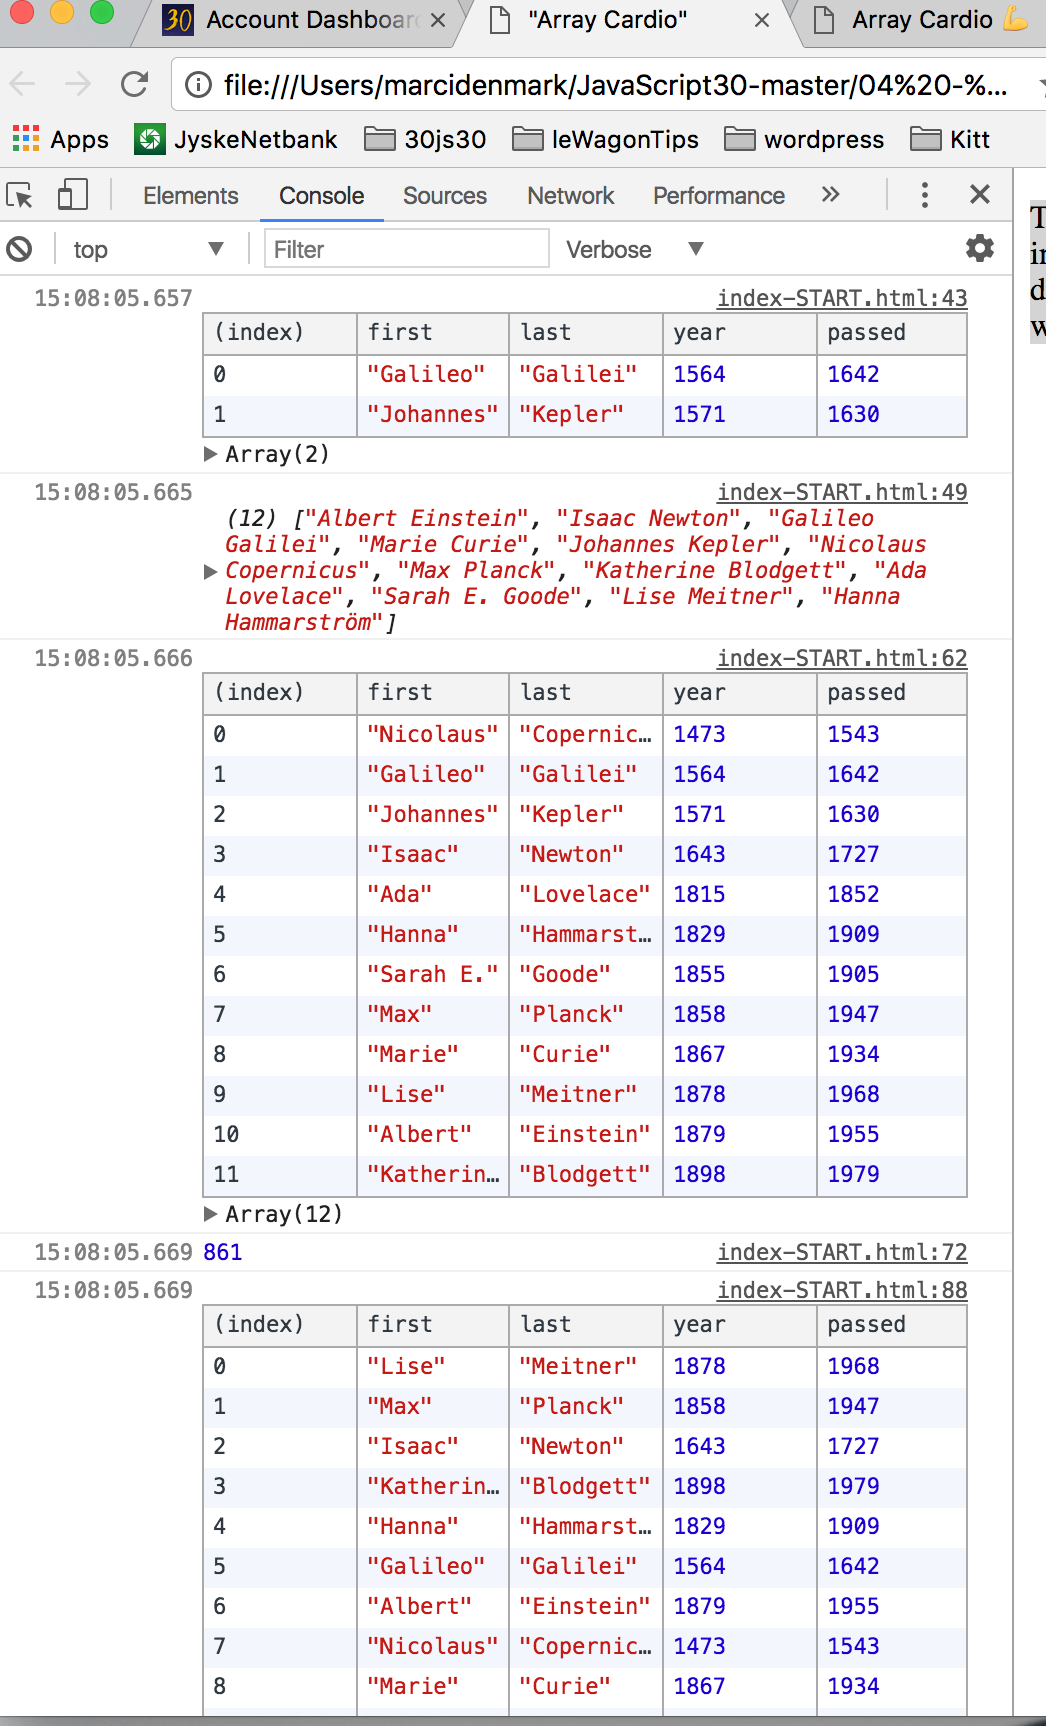 30 Account Dashboar "Array Cardio" Array Cardio 💪
file:///Users/marcidenmark/JavaScript30-master/04%20-%...
Apps JyskeNetbank 30js30 leWagonTips wordpress Kitt
Elements Console Sources Network Performance »
top Filter Verbose
15:08:05.657 index-START.html:43
(index) first last year passed
0 "Galileo" "Galilei" 1564 1642
1 "Johannes" "Kepler" 1571 1630
Array(2)
15:08:05.665 index-START.html:49
(12) ["Albert Einstein", "Isaac Newton", "Galileo
Galilei", "Marie Curie", "Johannes Kepler", "Nicolaus
Copernicus", "Max Planck", "Katherine Blodgett", "Ada
Lovelace", "Sarah E. Goode", "Lise Meitner", "Hanna
Hammarström"]
15:08:05.666 index-START.html:62
(index) first last year passed
0 "Nicolaus" "Copernic… 1473 1543
1 "Galileo" "Galilei" 1564 1642
2 "Johannes" "Kepler" 1571 1630
3 "Isaac" "Newton" 1643 1727
4 "Ada" "Lovelace" 1815 1852
5 "Hanna" "Hammarst… 1829 1909
6 "Sarah E." "Goode" 1855 1905
7 "Max" "Planck" 1858 1947
8 "Marie" "Curie" 1867 1934
9 "Lise" "Meitner" 1878 1968
10 "Albert" "Einstein" 1879 1955
11 "Katherin… "Blodgett" 1898 1979
Array(12)
15:08:05.669 861 index-START.html:72
15:08:05.669 index-START.html:88
(index) first last year passed
0 "Lise" "Meitner" 1878 1968
1 "Max" "Planck" 1858 1947
2 "Isaac" "Newton" 1643 1727
3 "Katherin… "Blodgett" 1898 1979
4 "Hanna" "Hammarst… 1829 1909
5 "Galileo" "Galilei" 1564 1642
6 "Albert" "Einstein" 1879 1955
7 "Nicolaus" "Copernic… 1473 1543
8 "Marie" "Curie" 1867 1934